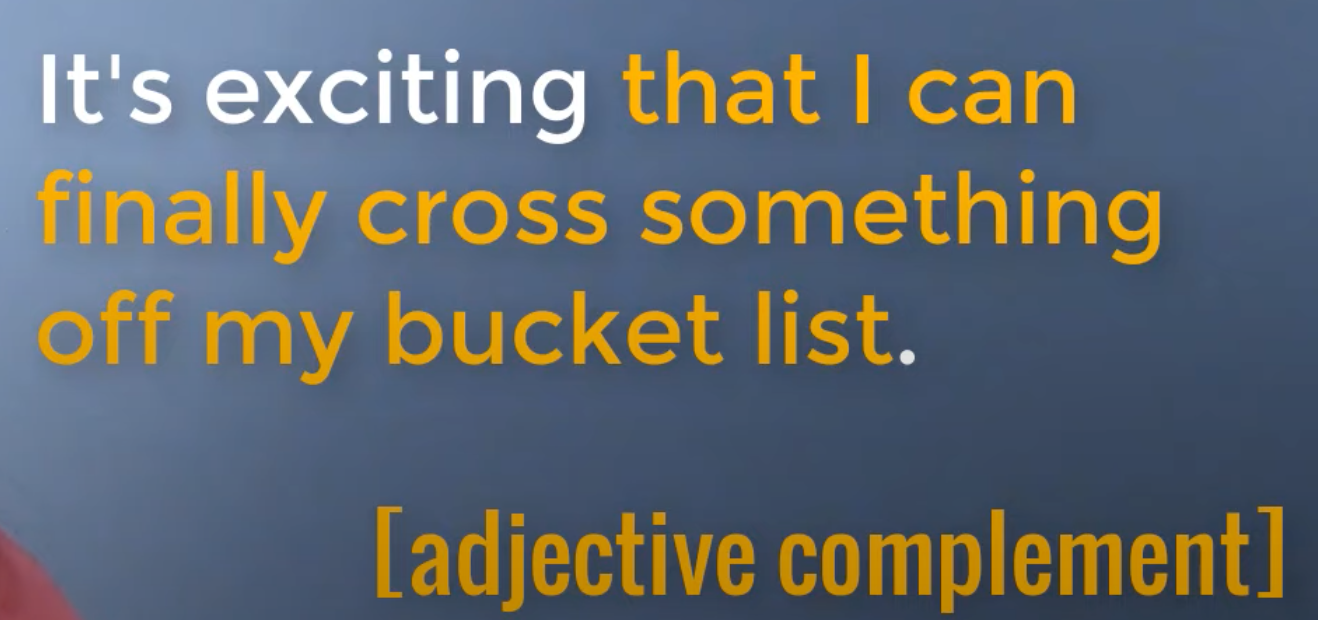 It's exciting that I can
finally cross something
off my bucket list.
[adjective complement]